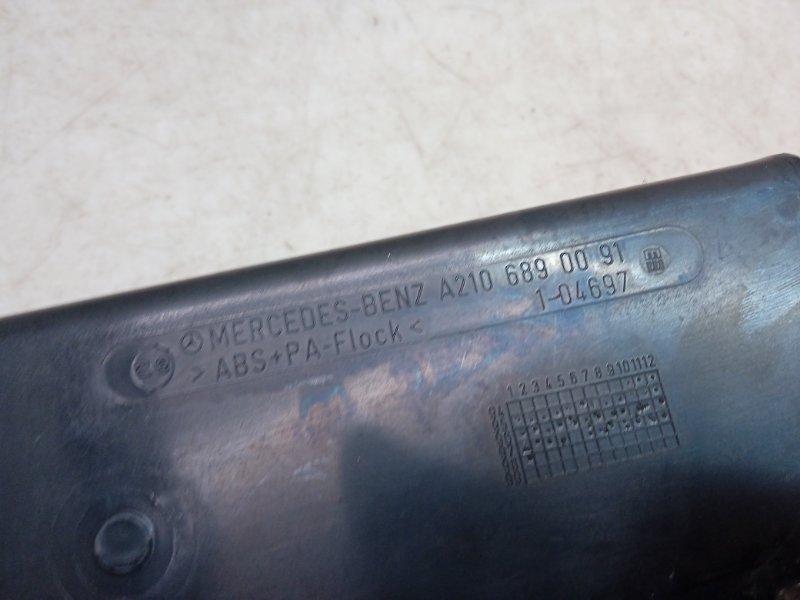 MERCEDES-BENZ A210 689 00 91
>ABS+PA-Flock< 1-04697
1 2 3 4 5 6 7 8 9 10 11 12